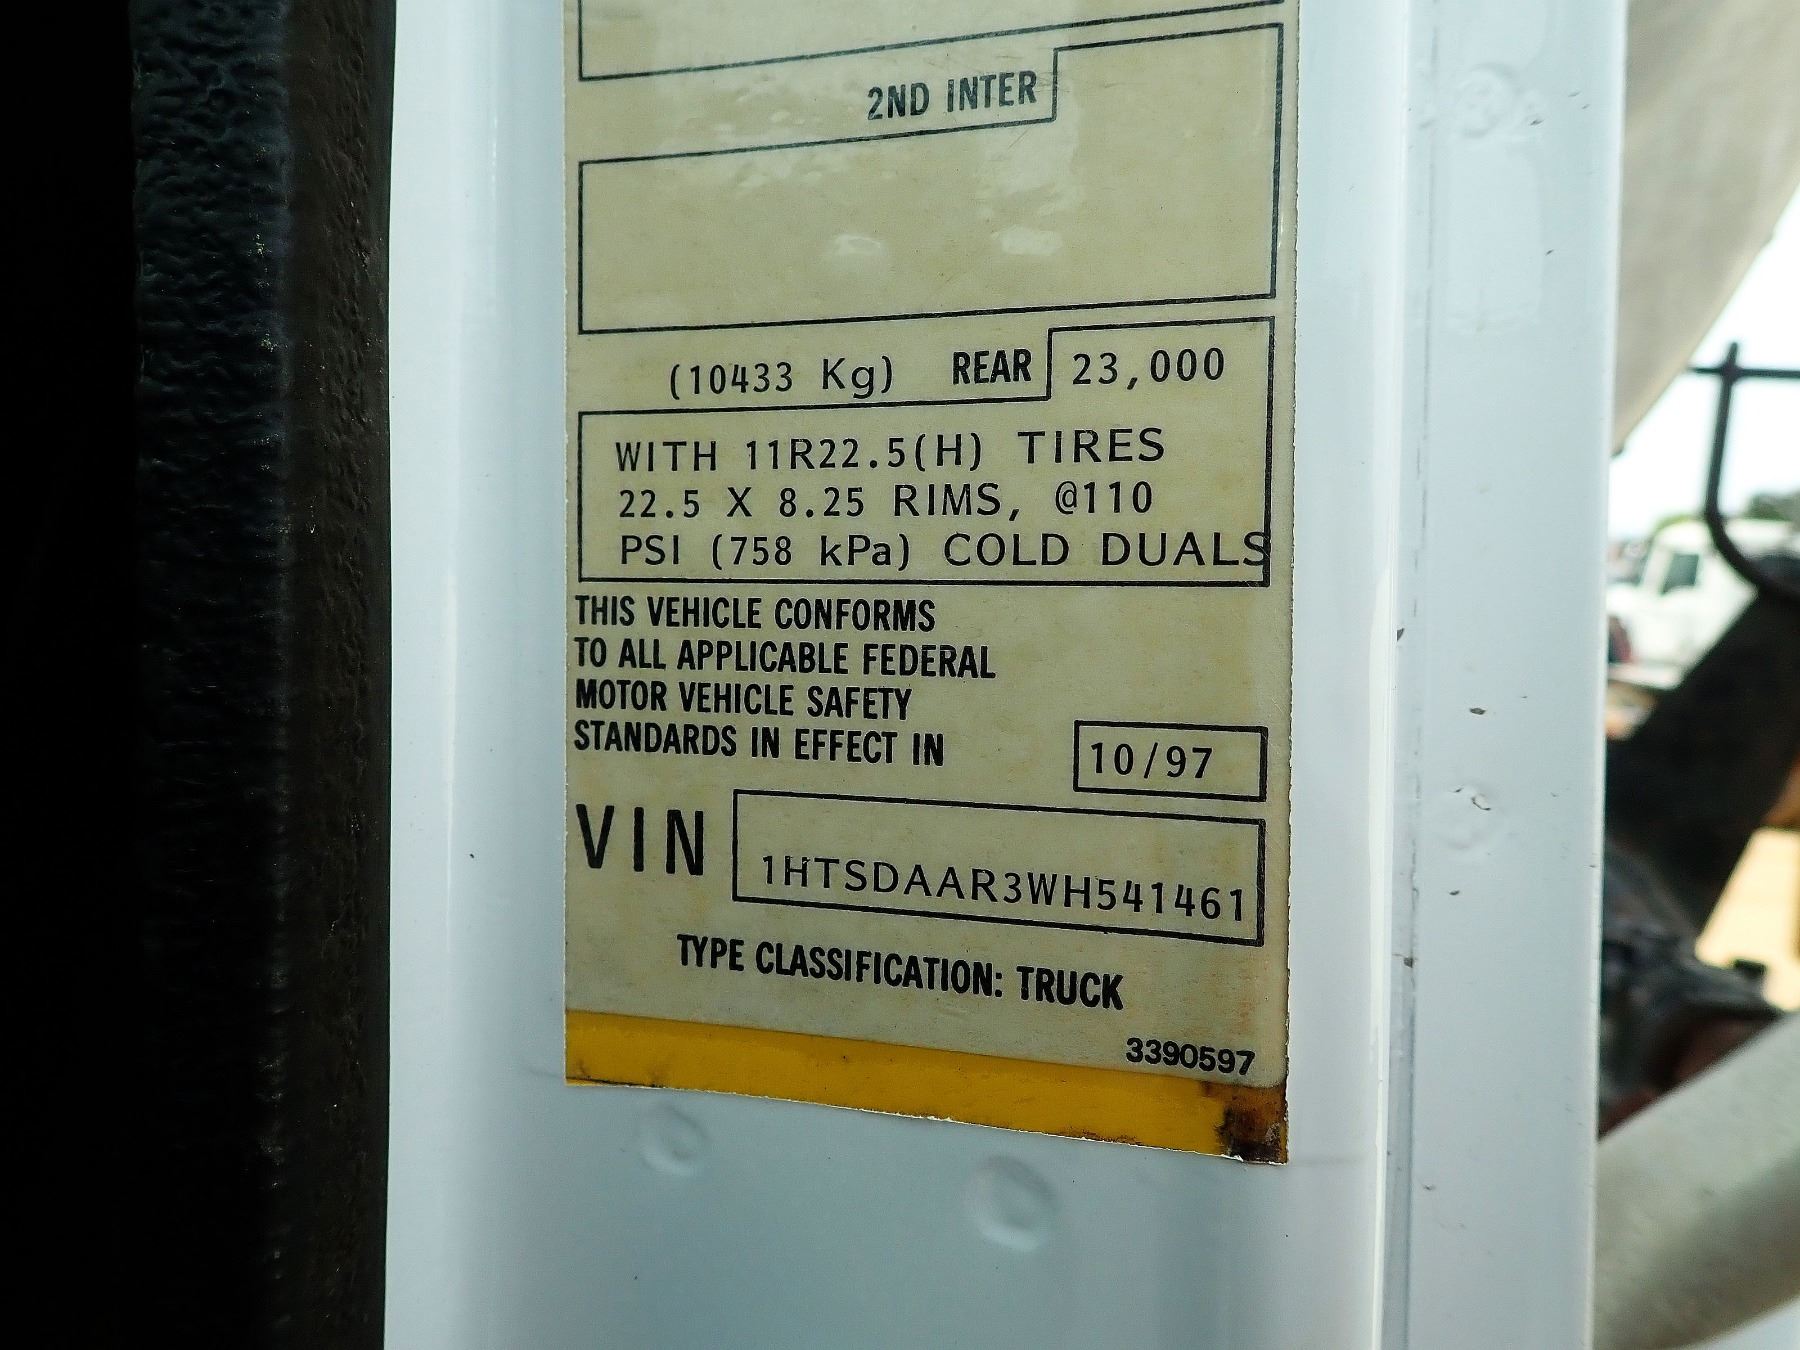 2ND INTER
(10433 Kg) REAR 23,000
WITH 11R22.5(H) TIRES
22.5 X 8.25 RIMS, @110
PSI (758 kPa) COLD DUALS
THIS VEHICLE CONFORMS
TO ALL APPLICABLE FEDERAL
MOTOR VEHICLE SAFETY
STANDARDS IN EFFECT IN 10/97
VIN 1HTSDAAR3WH541461
TYPE CLASSIFICATION: TRUCK
3390597